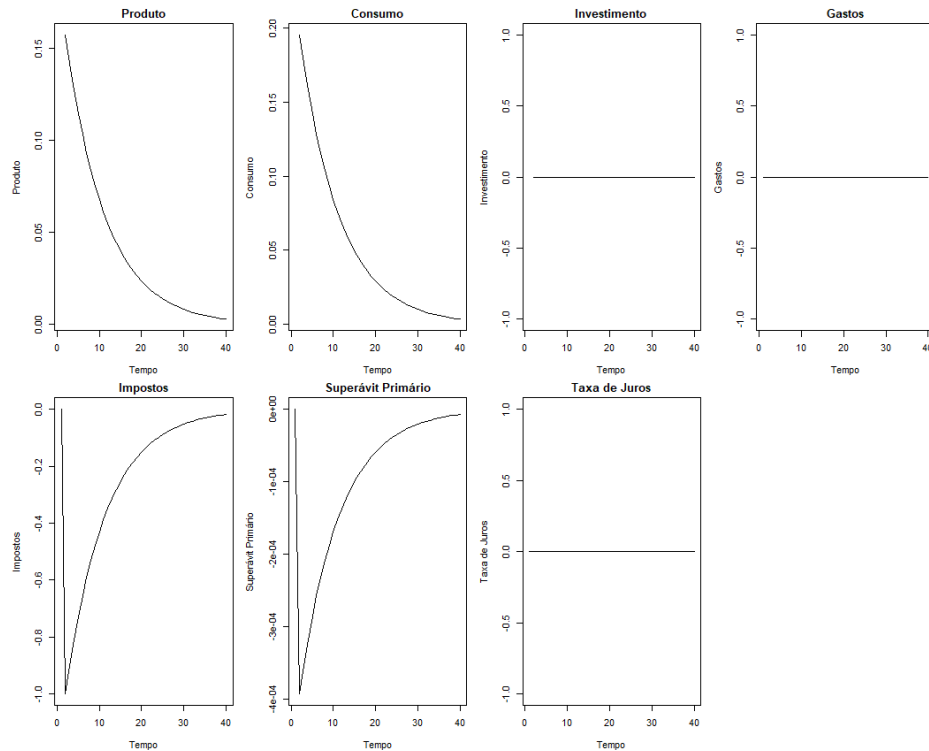 Produto
Produto
0.00 0.05 0.10 0.15
0 10 20 30 40
Tempo
Consumo
Consumo
0.00 0.05 0.10 0.15 0.20
0 10 20 30 40
Tempo
Investimento
Investimento
-1.0 -0.5 0.0 0.5 1.0
0 10 20 30 40
Tempo
Gastos
Gastos
-1.0 -0.5 0.0 0.5 1.0
0 10 20 30 40
Tempo
Impostos
Impostos
-1.0 -0.8 -0.6 -0.4 -0.2 0.0
0 10 20 30 40
Tempo
Superávit Primário
Superávit Primário
-4e-04 -3e-04 -2e-04 -1e-04 0e+00
0 10 20 30 40
Tempo
Taxa de Juros
Taxa de Juros
-1.0 -0.5 0.0 0.5 1.0
0 10 20 30 40
Tempo